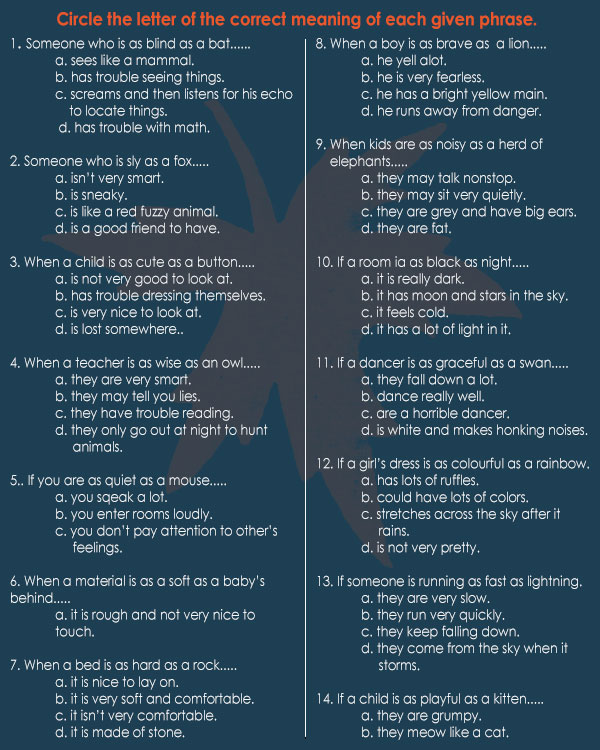 Circle the letter of the correct meaning of each given phrase.
1. Someone who is as blind as a bat......
a. sees like a mammal.
b. has trouble seeing things.
c. screams and then listens for his echo
to locate things.
d. has trouble with math.
2. Someone who is sly as a fox.....
a. isn't very smart.
b. is sneaky.
c. is like a red fuzzy animal.
d. is a good friend to have.
3. When a child is as cute as a button.....
a. is not very good to look at.
b. has trouble dressing themselves.
c. is very nice to look at.
d. is lost somewhere..
4. When a teacher is as wise as an owl.....
a. they are very smart.
b. they may tell you lies.
c. they have trouble reading.
d. they only go out at night to hunt
animals.
5.. If you are as quiet as a mouse.....
a. you sqeak a lot.
b. you enter rooms loudly.
c. you don't pay attention to other's
feelings.
6. When a material is as a soft as a baby's
behind.....
a. it is rough and not very nice to
touch.
7. When a bed is as hard as a rock.....
a. it is nice to lay on.
b. it is very soft and comfortable.
c. it isn't very comfortable.
d. it is made of stone.
8. When a boy is as brave as a lion.....
a. he yell alot.
b. he is very fearless.
c. he has a bright yellow main.
d. he runs away from danger.
9. When kids are as noisy as a herd of
elephants.....
a. they may talk nonstop.
b. they may sit very quietly.
c. they are grey and have big ears.
d. they are fat.
10. If a room ia as black as night.....
a. it is really dark.
b. it has moon and stars in the sky.
c. it feels cold.
d. it has a lot of light in it.
11. If a dancer is as graceful as a swan.....
a. they fall down a lot.
b. dance really well.
c. are a horrible dancer.
d. is white and makes honking noises.
12. If a girl's dress is as colourful as a rainbow.
a. has lots of ruffles.
b. could have lots of colors.
c. stretches across the sky after it
rains.
d. is not very pretty.
13. If someone is running as fast as lightning.
a. they are very slow.
b. they run very quickly.
c. they keep falling down.
d. they come from the sky when it
storms.
14. If a child is as playful as a kitten.....
a. they are grumpy.
b. they meow like a cat.